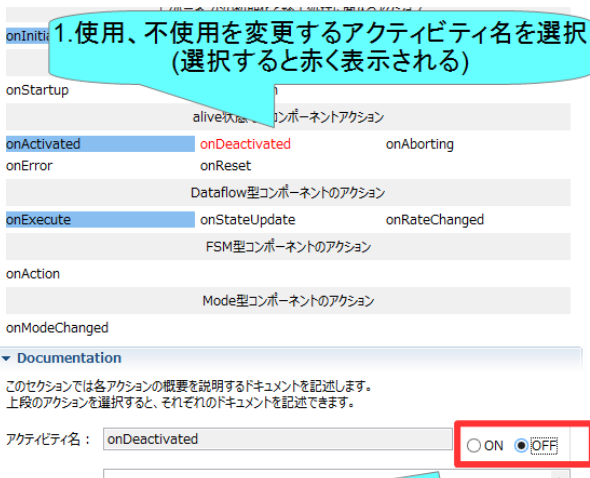 1.使用、不使用を変更するアクティビティ名を選択
(選択すると赤く表示される)
onStartup
コンポーネントアクション
onActivated onDeactivated onAborting
onError onReset
Dataflow型コンポーネントのアクション
onExecute onStateUpdate onRateChanged
FSM型コンポーネントのアクション
onAction
Mode型コンポーネントのアクション
onModeChanged
Documentation
このセクションでは各アクションの概要を説明するドキュメントを記述します。
上段のアクションを選択すると、それぞれのドキュメントを記述できます。
アクティビティ名： onDeactivated ON OFF